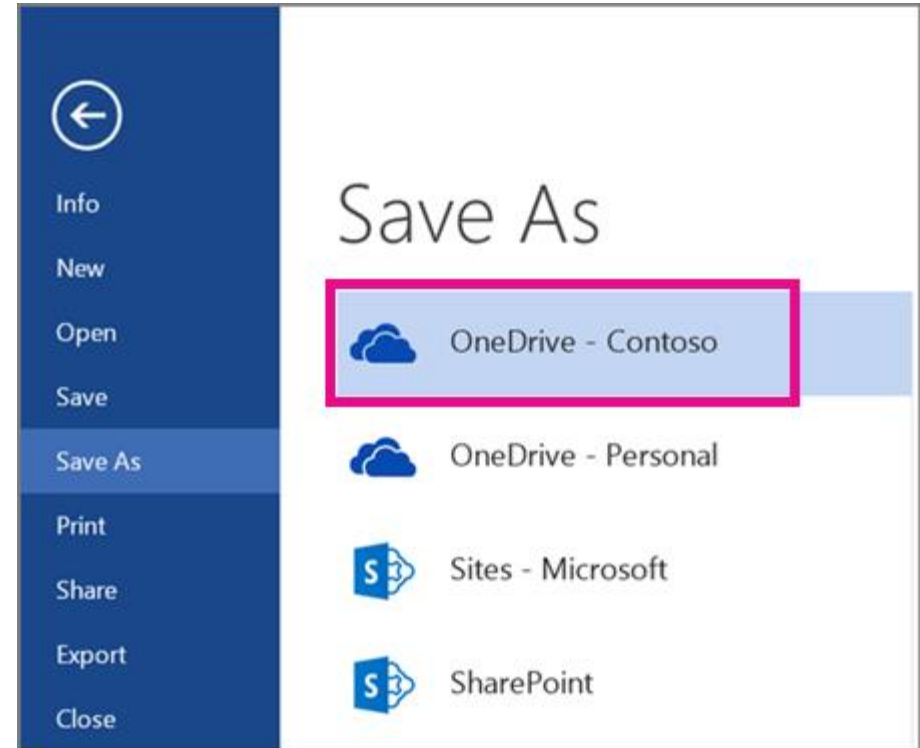 Info
New
Open
Save
Save As
Print
Share
Export
Close
Save As
OneDrive - Contoso
OneDrive - Personal
S
Sites - Microsoft
S
SharePoint